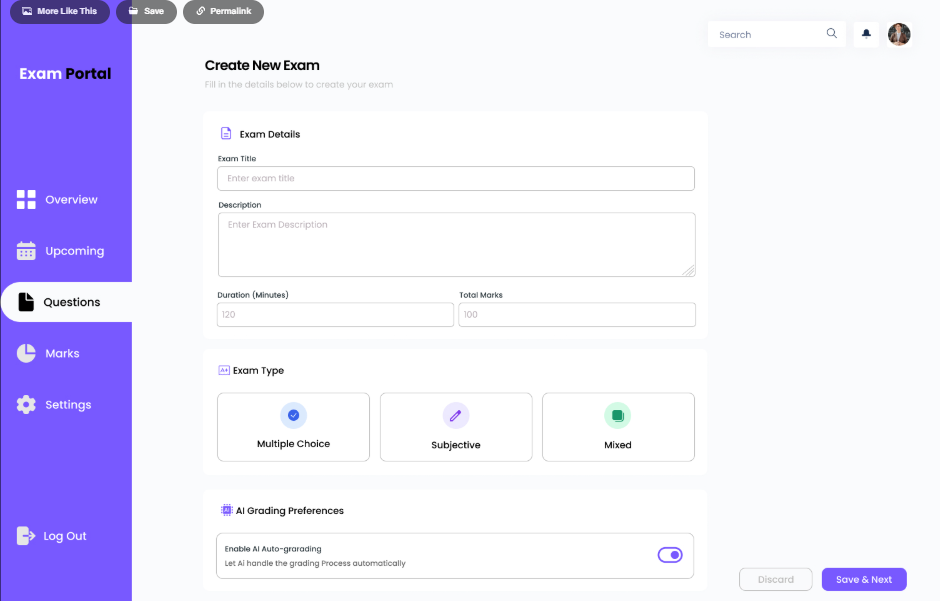 More Like This
Save
Permalink
Search
Exam Portal
Create New Exam
Fill in the details below to create your exam
Exam Details
Exam Title
Enter exam title
Description
Enter Exam Description
Duration (Minutes)
Total Marks
120
100
Overview
Upcoming
Questions
Marks
Settings
Log Out
A+
Exam Type
Multiple Choice
Subjective
Mixed
AI
AI Grading Preferences
Enable AI Auto-grarading
Let Ai handle the grading Process automatically
Discard
Save & Next